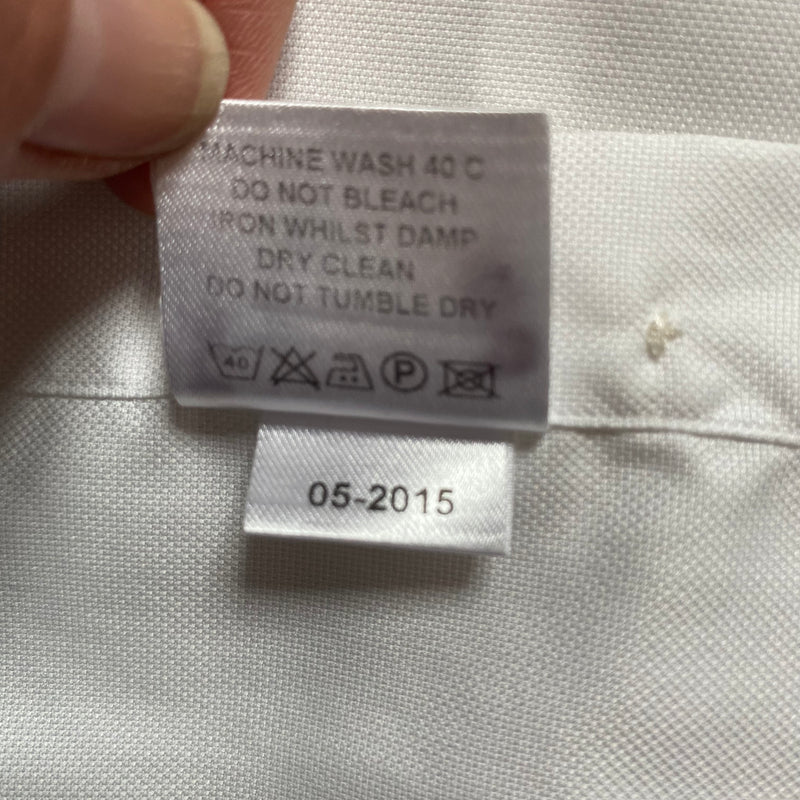 MACHINE WASH 40 C
DO NOT BLEACH
IRON WHILST DAMP
DRY CLEAN
DO NOT TUMBLE DRY
40 P
05-2015